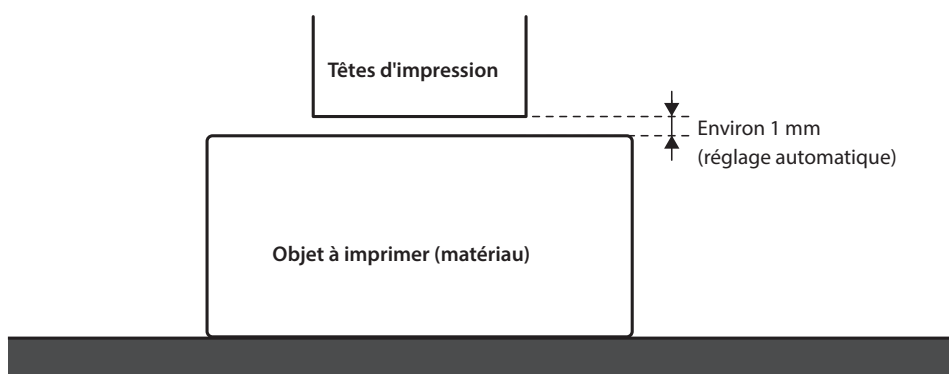 Têtes d'impression
Environ 1 mm
(réglage automatique)
Objet à imprimer (matériau)